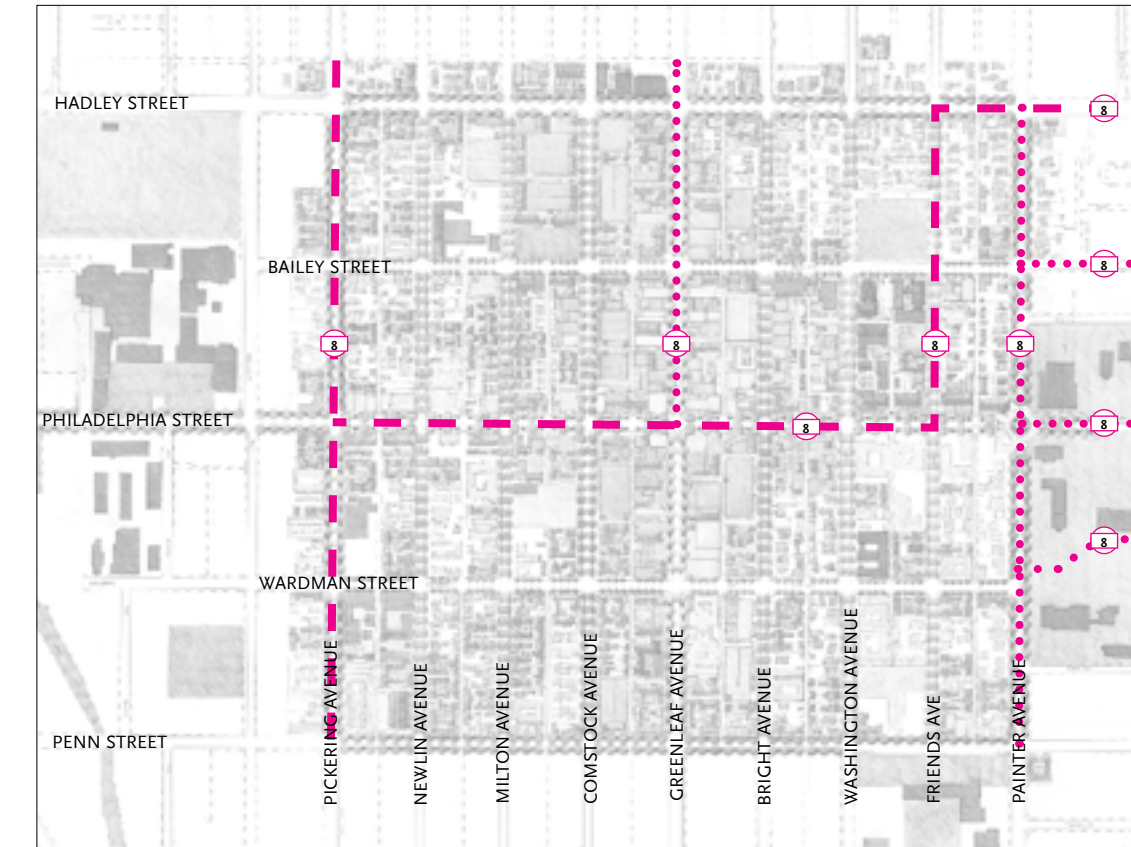 HADLEY STREET
8
BAILEY STREET
8
8
8
8
8
PHILADELPHIA STREET
8
8
8
WARDMAN STREET
PENN STREET
PICKERING AVENUE
NEWLIN AVENUE
MILTON AVENUE
COMSTOCK AVENUE
GREENLEAF AVENUE
BRIGHT AVENUE
WASHINGTON AVENUE
FRIENDS AVE
PAINTER AVENUE